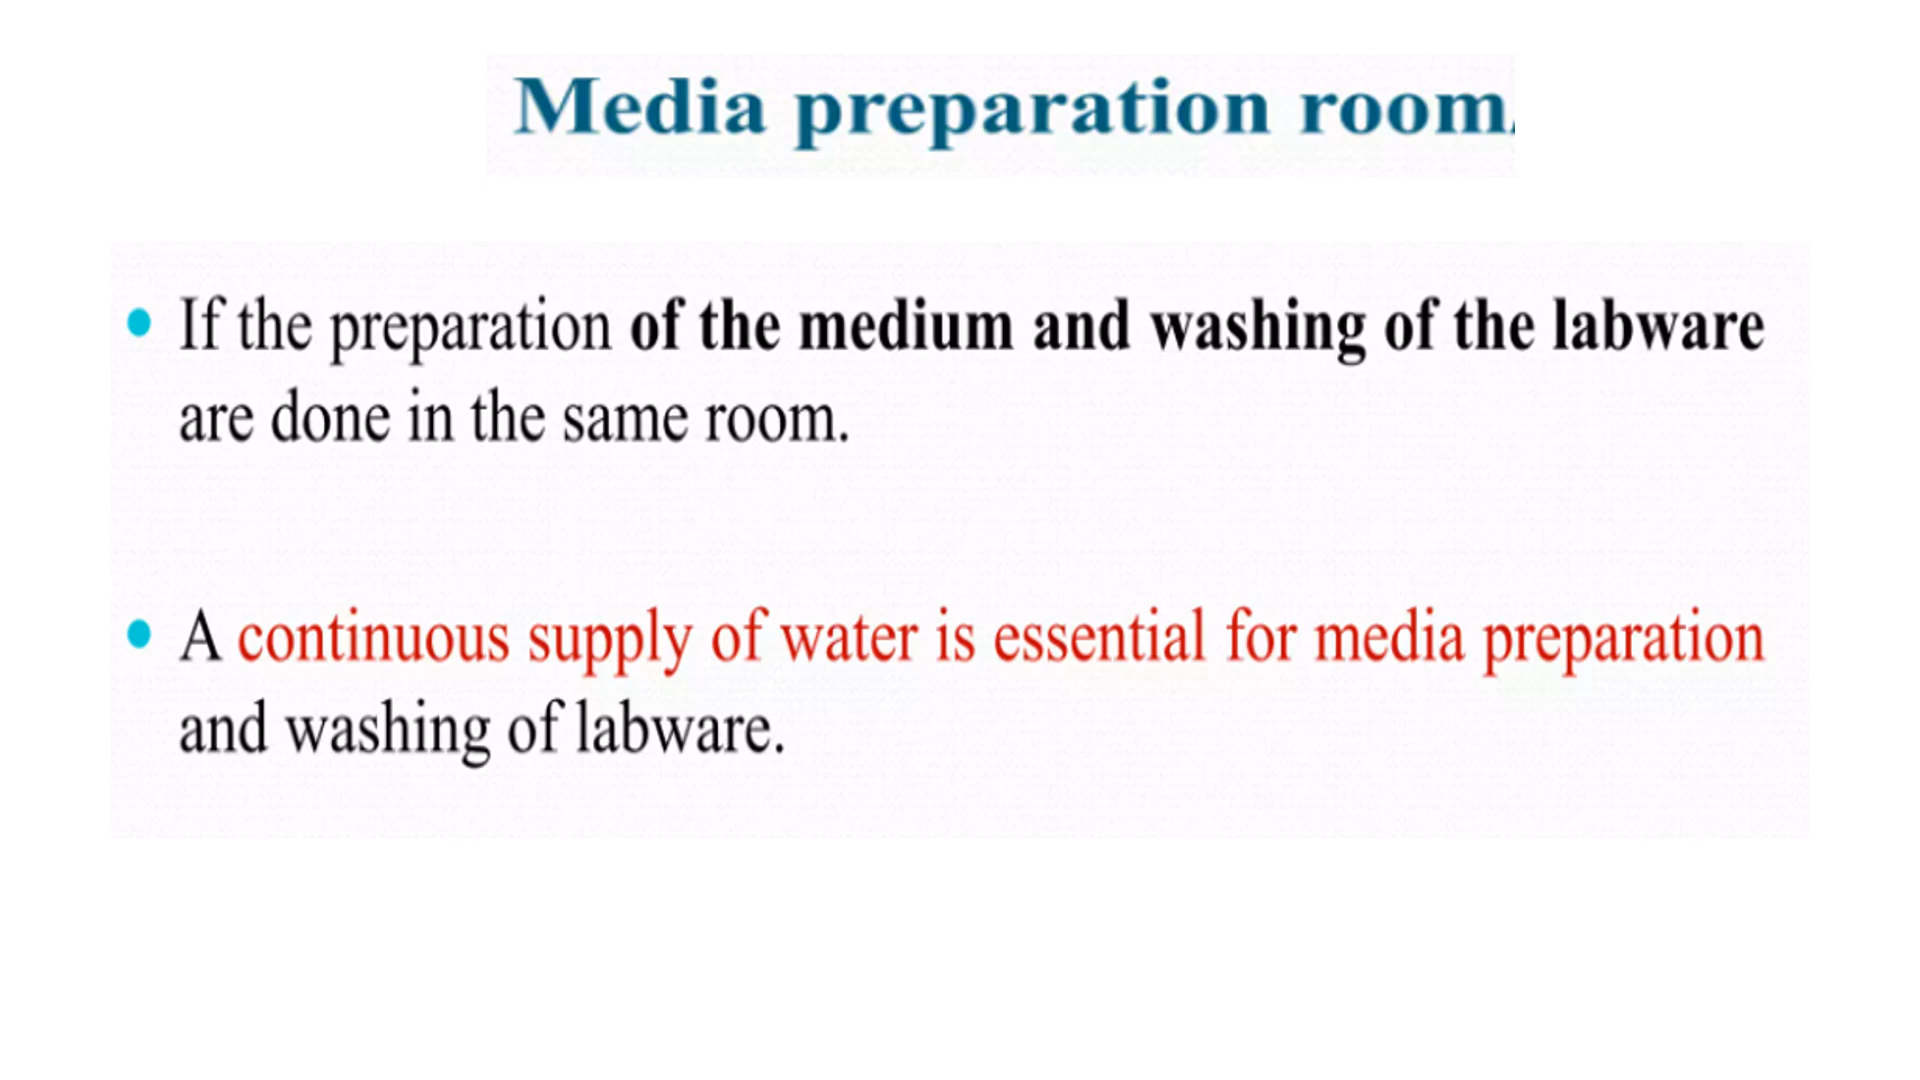 Media preparation room.
• If the preparation of the medium and washing of the labware
are done in the same room.
• A continuous supply of water is essential for media preparation
and washing of labware.